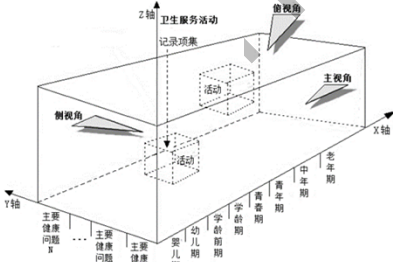 Z轴
俯视角
卫生服务活动
记录项集
主视角
活动
侧视角
活动
X轴
Y轴
老年期
中年期
青年期
青春期
学龄期
学龄前期
幼儿期
婴儿
主要健康问题N
...
主要健康问题
主要健康